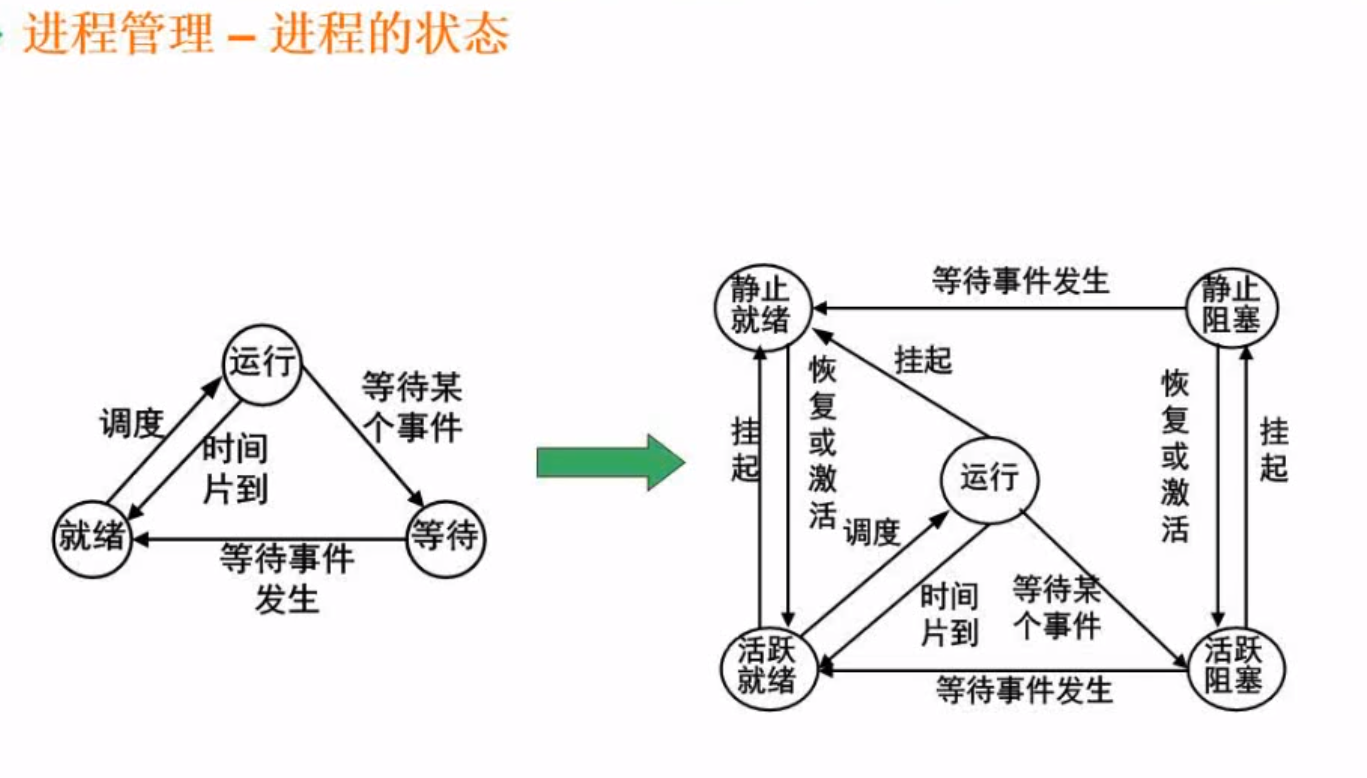 进程管理 – 进程的状态
运行
等待某
个事件
调度
时间
片到
就绪
等待
等待事件
发生
静止
就绪
等待事件发生
静止
阻塞
挂起
恢
复
或
激
活
挂
起
恢
复
或
激
活
挂
起
运行
调度
时间
片到
等待某
个事件
活跃
就绪
等待事件发生
活跃
阻塞